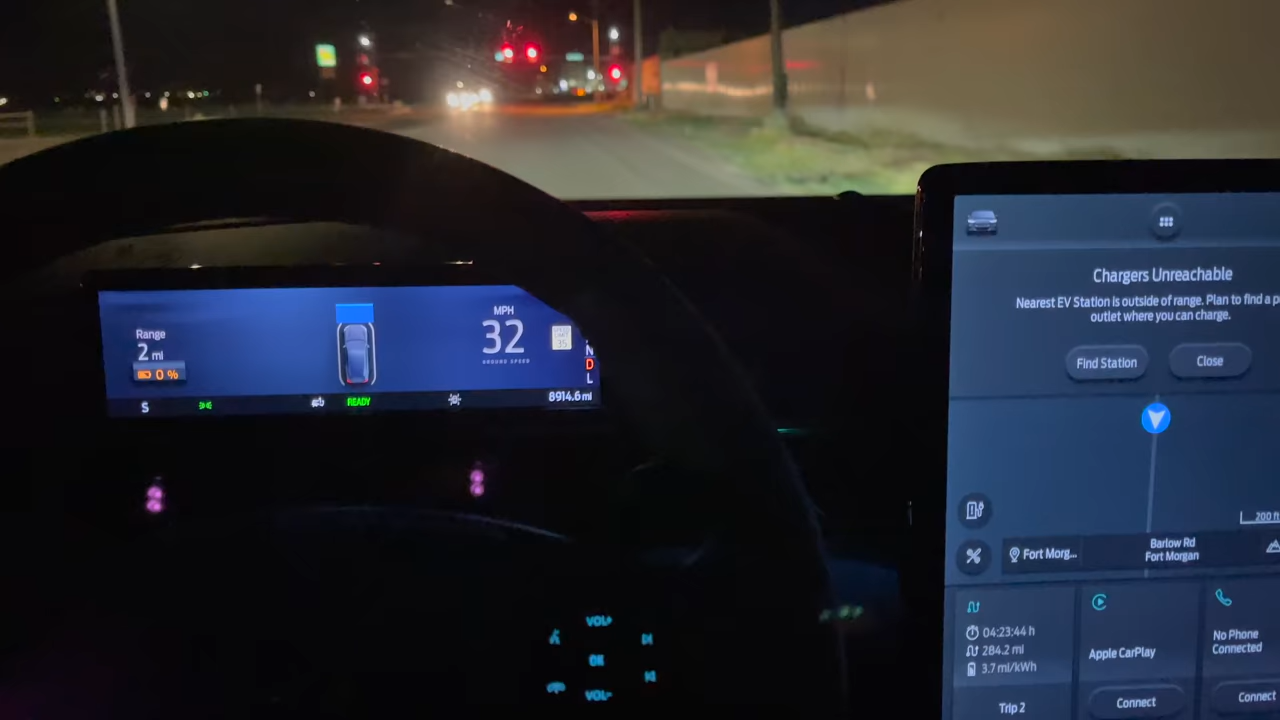 Range
2 mi
0 %
MPH
32
GROUND SPEED
35
N
D
L
S
READY
8914.6 mi
Chargers Unreachable
Nearest EV Station is outside of range. Plan to find a p
outlet where you can charge.
Find Station
Close
200 ft
Fort Morg...
Barlow Rd
Fort Morgan
04:23:44 h
284.2 mi
3.7 mi/kWh
Trip 2
Apple CarPlay
Connect
No Phone
Connected
Connect
VOL+
OK
VOL-